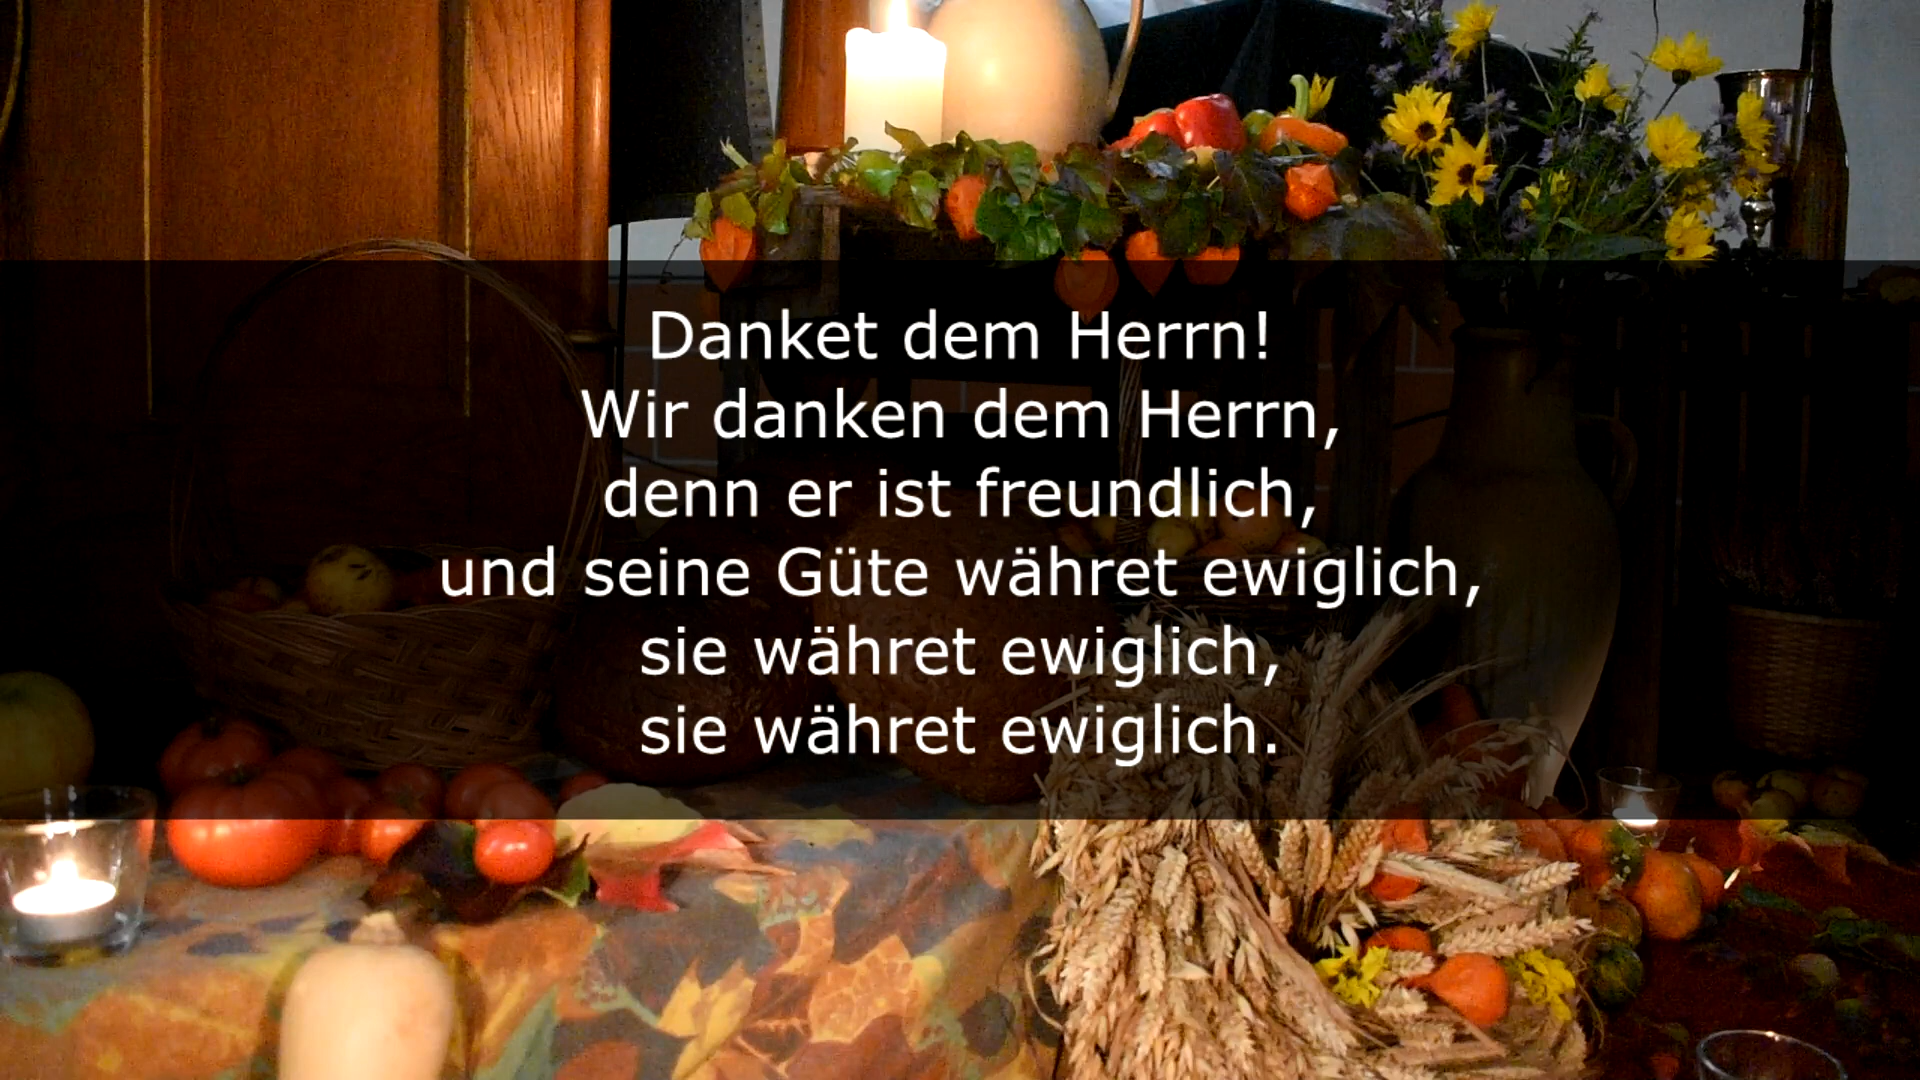 Danket dem Herrn!
Wir danken dem Herrn,
denn er ist freundlich,
und seine Güte währet ewiglich,
sie währet ewiglich,
sie währet ewiglich.